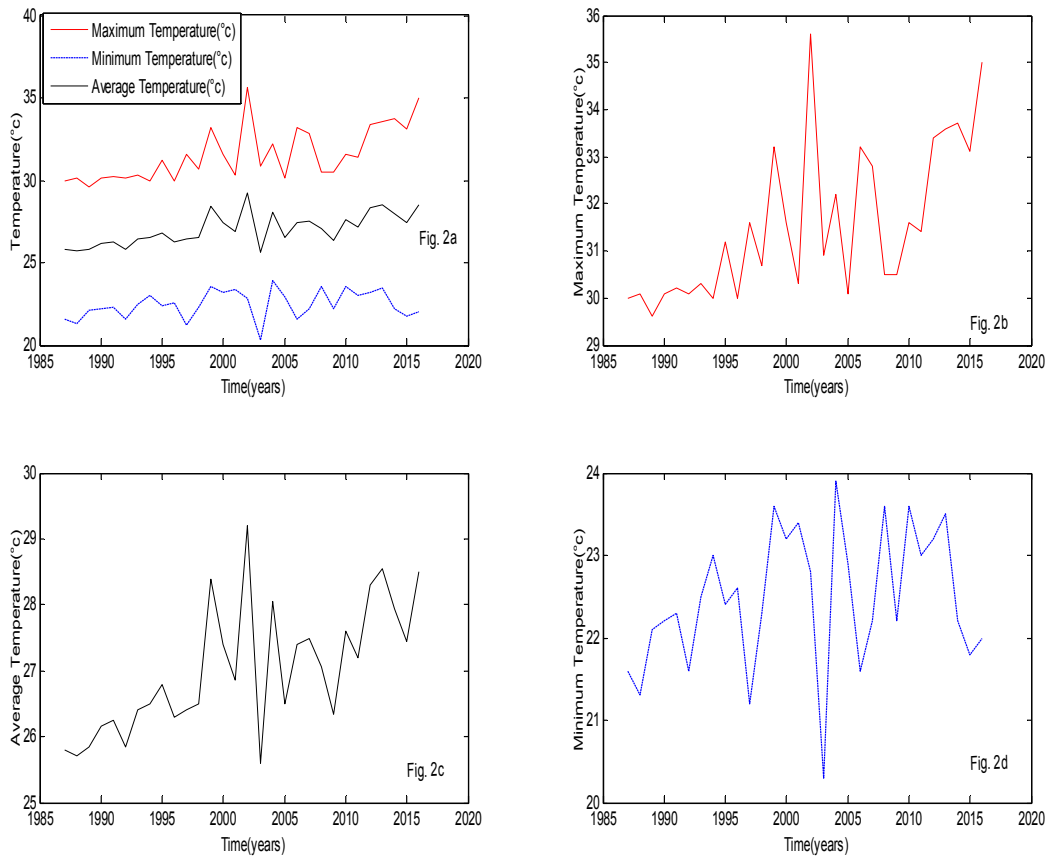 40
35
30
25
20
Temperature(°c)
Maximum Temperature(°c)
Minimum Temperature(°c)
Average Temperature(°c)
Fig. 2a
1985 1990 1995 2000 2005 2010 2015 2020
Time(years)
36
35
34
33
32
31
30
29
Maximum Temperature(°c)
Fig. 2b
1985 1990 1995 2000 2005 2010 2015 2020
Time(years)
30
29
28
27
26
25
Average Temperature(°c)
Fig. 2c
1985 1990 1995 2000 2005 2010 2015 2020
Time(years)
24
23
22
21
20
Minimum Temperature(°c)
Fig. 2d
1985 1990 1995 2000 2005 2010 2015 2020
Time(years)